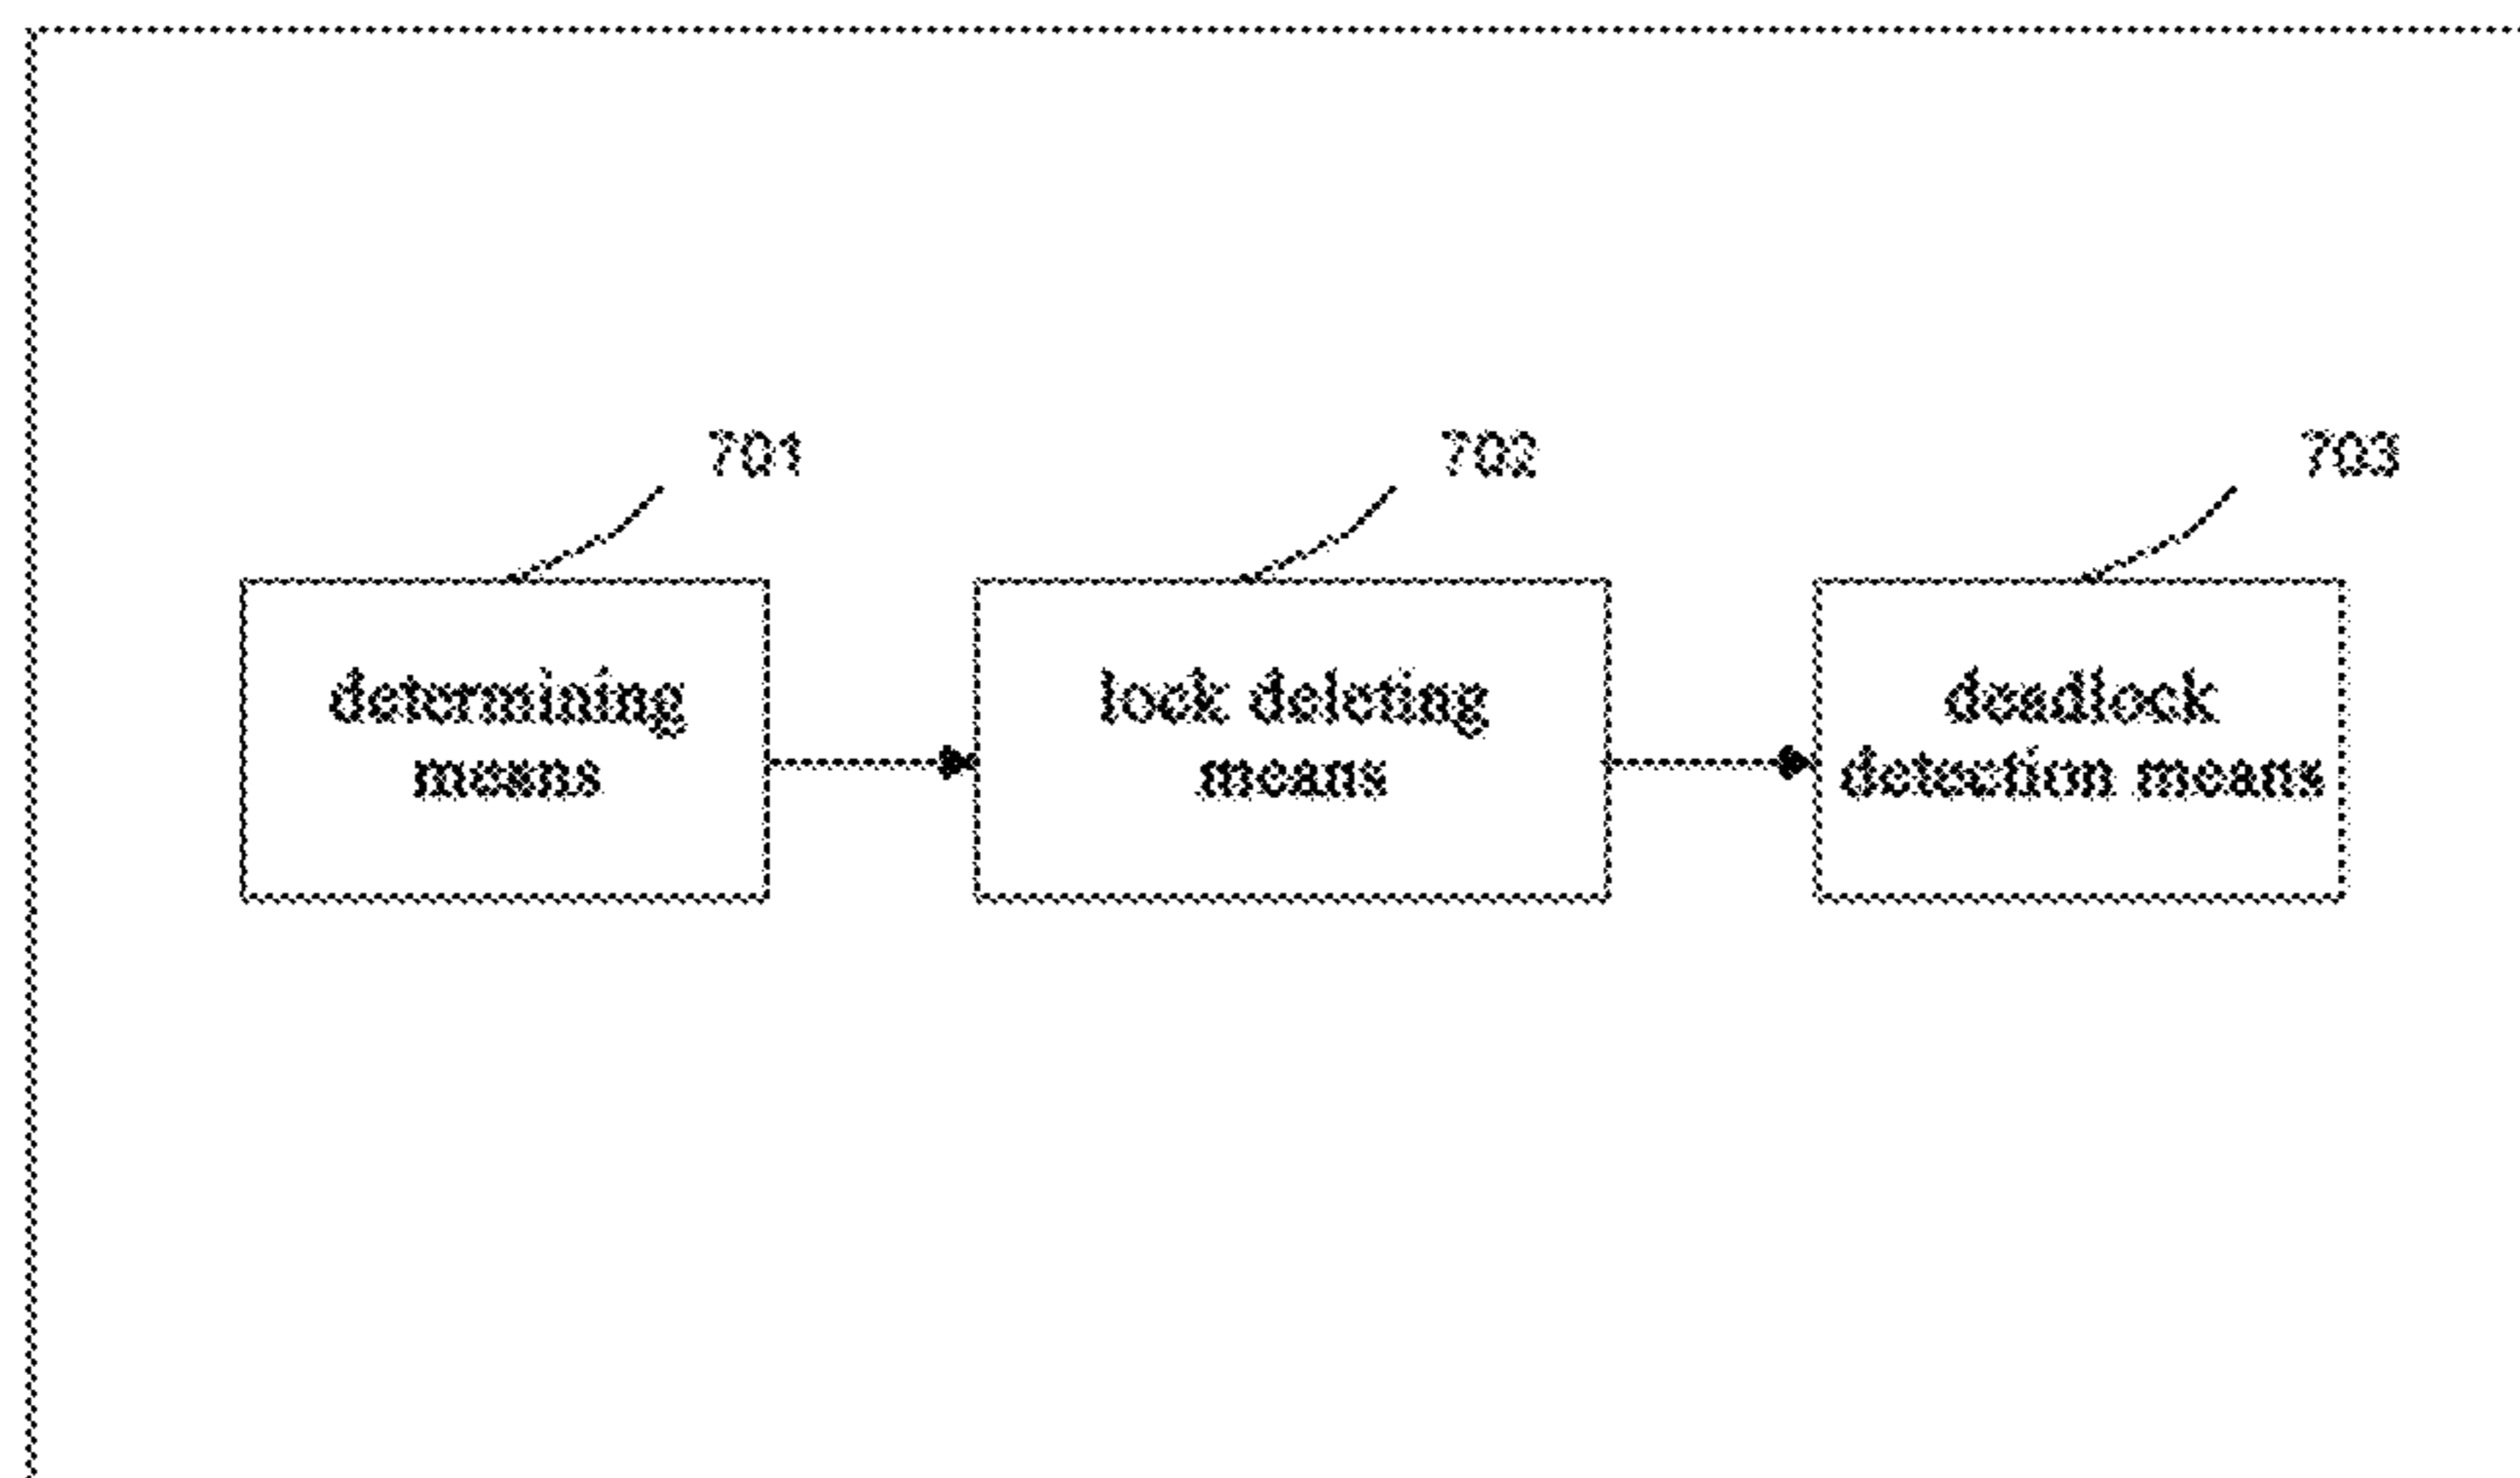 701
702
703
determining
means
lock deleting
means
deadlock
detection means